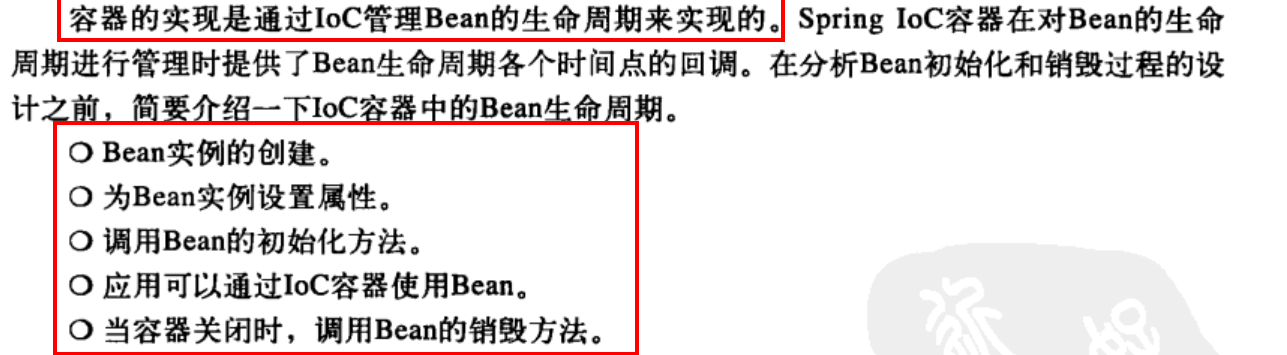 容器的实现是通过IoC管理Bean的生命周期来实现的。Spring IoC容器在对Bean的生命
周期进行管理时提供了Bean生命周期各个时间点的回调。在分析Bean初始化和销毁过程的设
计之前，简要介绍一下IoC容器中的Bean生命周期。
❍ Bean实例的创建。
❍ 为Bean实例设置属性。
❍ 调用Bean的初始化方法。
❍ 应用可以通过IoC容器使用Bean。
❍ 当容器关闭时，调用Bean的销毁方法。